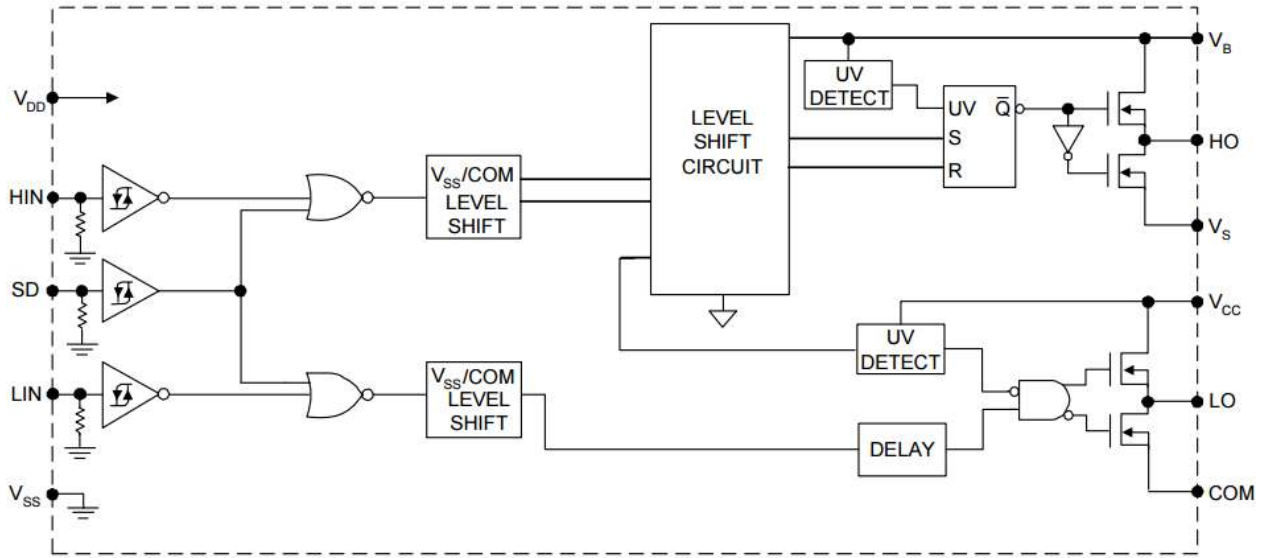 V_B
UV
DETECT
V_DD
UV Q̅
LEVEL
SHIFT
CIRCUIT
S
HO
R
V_SS/COM
LEVEL
SHIFT
HIN
V_S
SD
V_CC
UV
DETECT
LIN
V_SS/COM
LEVEL
SHIFT
LO
DELAY
V_SS
COM